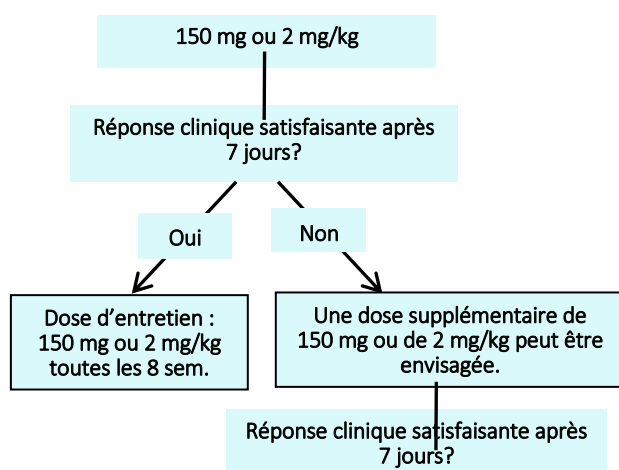 150 mg ou 2 mg/kg
Réponse clinique satisfaisante après
7 jours?
Oui
Non
Dose d'entretien :
150 mg ou 2 mg/kg
toutes les 8 sem.
Une dose supplémentaire de
150 mg ou de 2 mg/kg peut être
envisagée.
Réponse clinique satisfaisante après
7 jours?